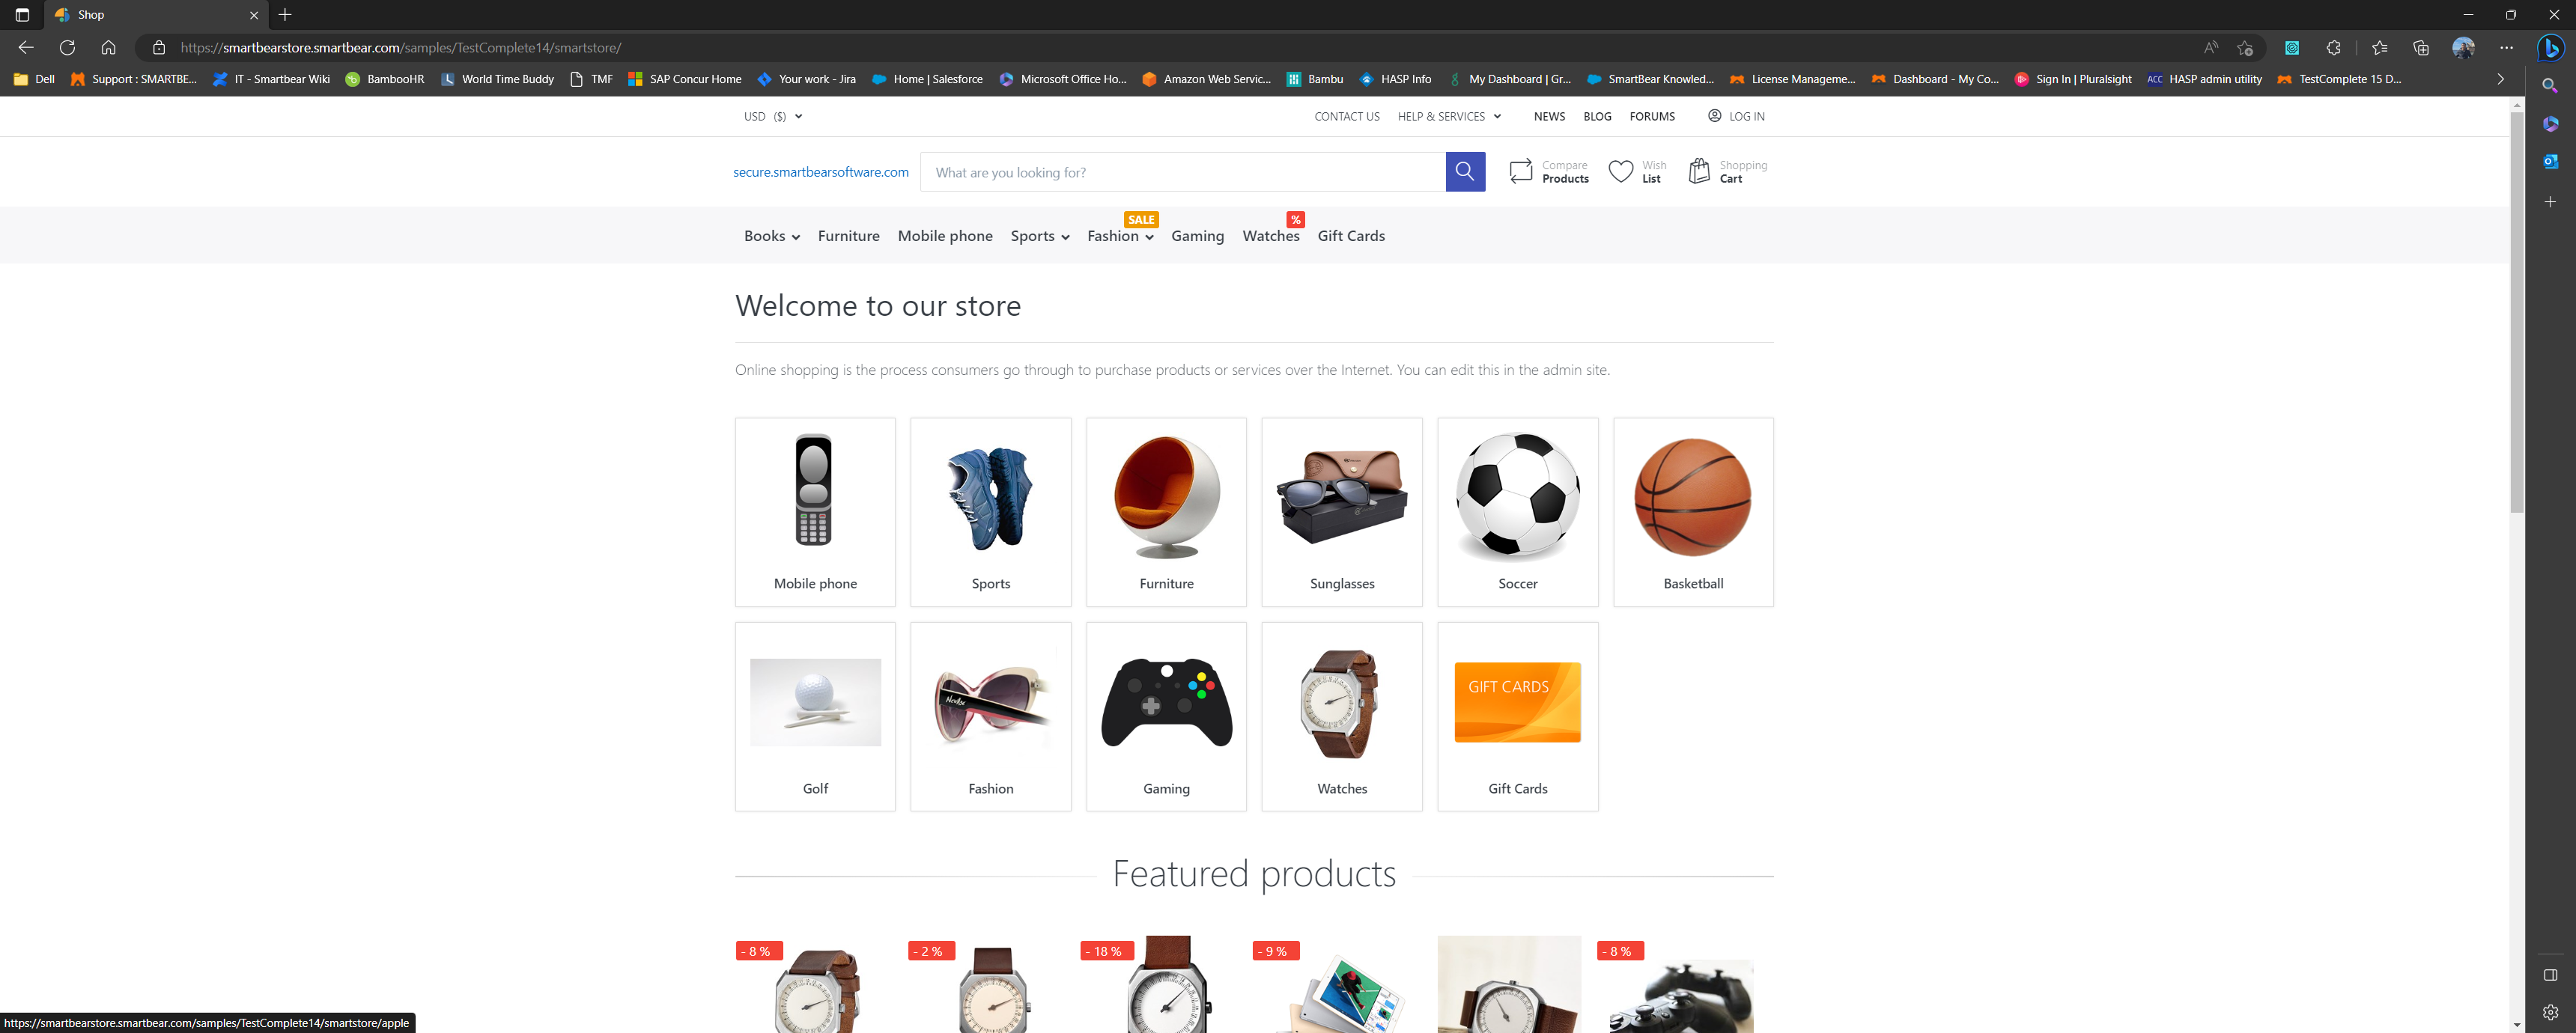 Shop
https://smartbearstore.smartbear.com/samples/TestComplete14/smartstore/
Dell Support : SMARTBE... IT - Smartbear Wiki BambooHR World Time Buddy TMF SAP Concur Home Your work - Jira Home | Salesforce Microsoft Office Ho... Amazon Web Servic... Bambu HASP Info My Dashboard | Gr... SmartBear Knowled... License Manageme... Dashboard - My Co... Sign In | Pluralsight ACC HASP admin utility TestComplete 15 D...
USD ($) CONTACT US HELP & SERVICES NEWS BLOG FORUMS LOG IN
secure.smartbearsoftware.com What are you looking for? Compare Products Wish List Shopping Cart
SALE %
Books Furniture Mobile phone Sports Fashion Gaming Watches Gift Cards
Welcome to our store
Online shopping is the process consumers go through to purchase products or services over the Internet. You can edit this in the admin site.
Mobile phone Sports Furniture Sunglasses Soccer Basketball
GIFT CARDS
Golf Fashion Gaming Watches Gift Cards
Featured products
- 8 % - 2 % - 18 % - 9 % - 8 %
https://smartbearstore.smartbear.com/samples/TestComplete14/smartstore/apple